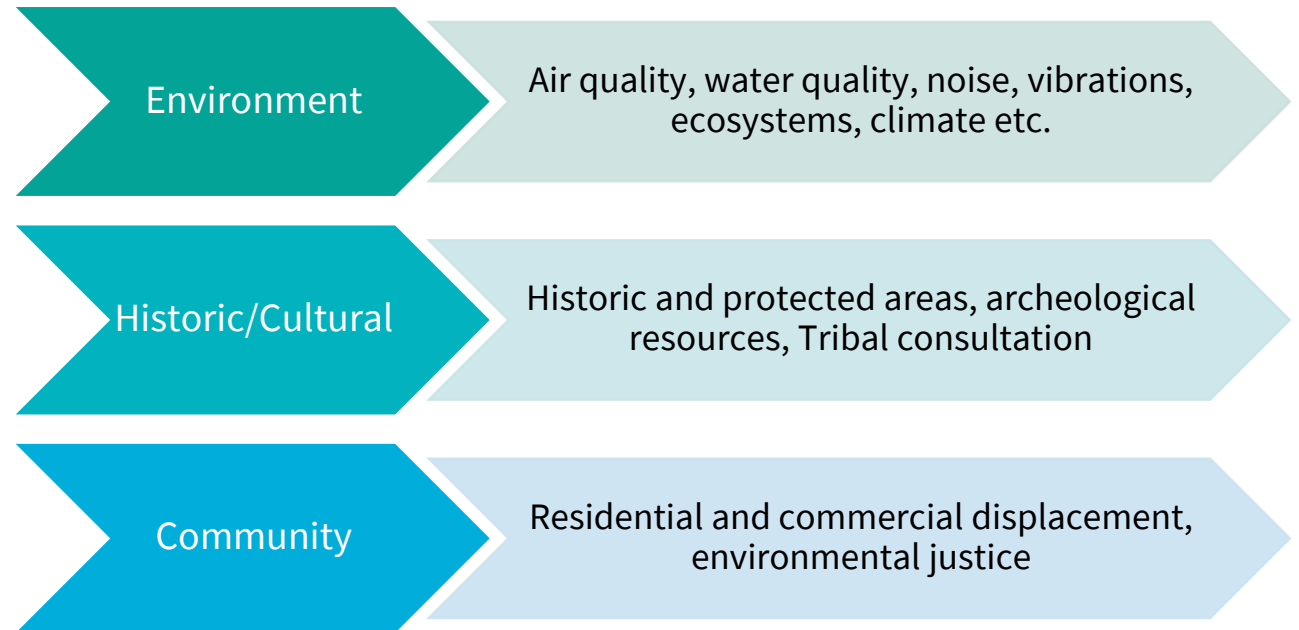 Environment
Air quality, water quality, noise, vibrations,
ecosystems, climate etc.
Historic/Cultural
Historic and protected areas, archeological
resources, Tribal consultation
Community
Residential and commercial displacement,
environmental justice